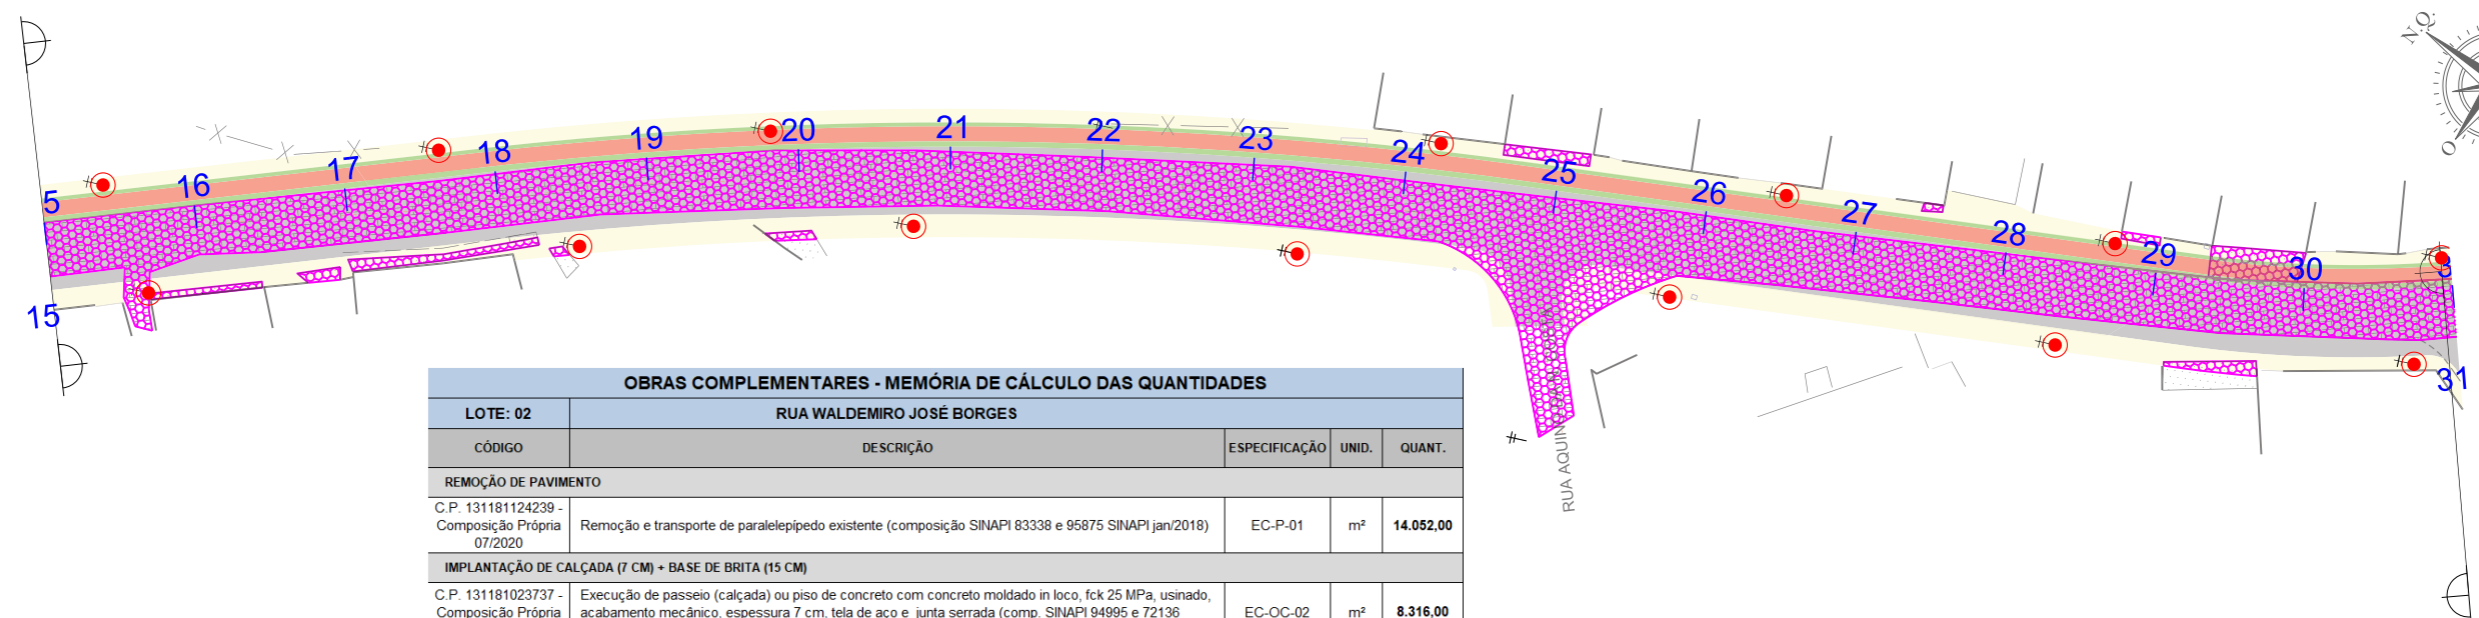 N.Q.
O
19
20
21
22
23
18
24
17
25
16
26
5
27
28
29
30
3
15
31
RUA AQUIN
OBRAS COMPLEMENTARES - MEMÓRIA DE CÁLCULO DAS QUANTIDADES
LOTE: 02 RUA WALDEMIRO JOSÉ BORGES
CÓDIGO DESCRIÇÃO ESPECIFICAÇÃO UNID. QUANT.
REMOÇÃO DE PAVIMENTO
C.P. 131181124239 -
Composição Própria
07/2020
Remoção e transporte de paralelepípedo existente (composição SINAPI 83338 e 95875 SINAPI jan/2018) EC-P-01 m² 14.052,00
IMPLANTAÇÃO DE CALÇADA (7 CM) + BASE DE BRITA (15 CM)
C.P. 131181023737 -
Composição Própria
Execução de passeio (calçada) ou piso de concreto com concreto moldado in loco, fck 25 MPa, usinado,
acabamento mecânico, espessura 7 cm, tela de aço e junta serrada (comp. SINAPI 94995 e 72136
EC-OC-02 m² 8.316,00